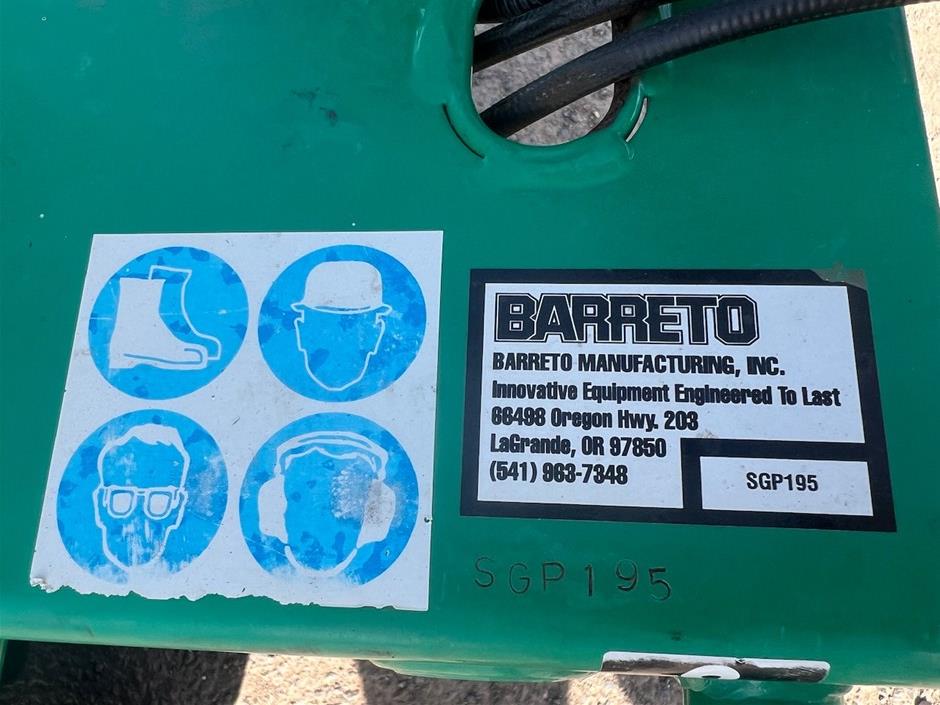 BARRETO
BARRETO MANUFACTURING, INC.
Innovative Equipment Engineered To Last
66498 Oregon Hwy. 203
LaGrande, OR 97850
(541) 963-7348
SGP195
SGP195